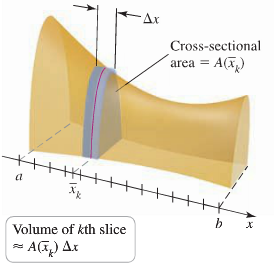 Δx
Cross-sectional
area = A(x̅ₖ)
a
x̅ₖ
b
x
Volume of kth slice
≈ A(x̅ₖ) Δx